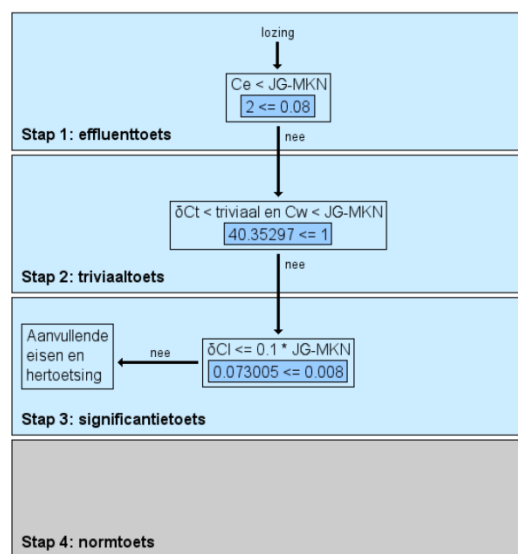 lozing
Ce < JG-MKN
2 <= 0.08
Stap 1: effluenttoets
nee
δCt < triviaal en Cw < JG-MKN
40.35297 <= 1
Stap 2: triviaaltoets
nee
Aanvullende
eisen en
hertoetsing
nee
δCl <= 0.1 * JG-MKN
0.073005 <= 0.008
Stap 3: significantietoets
Stap 4: normtoets